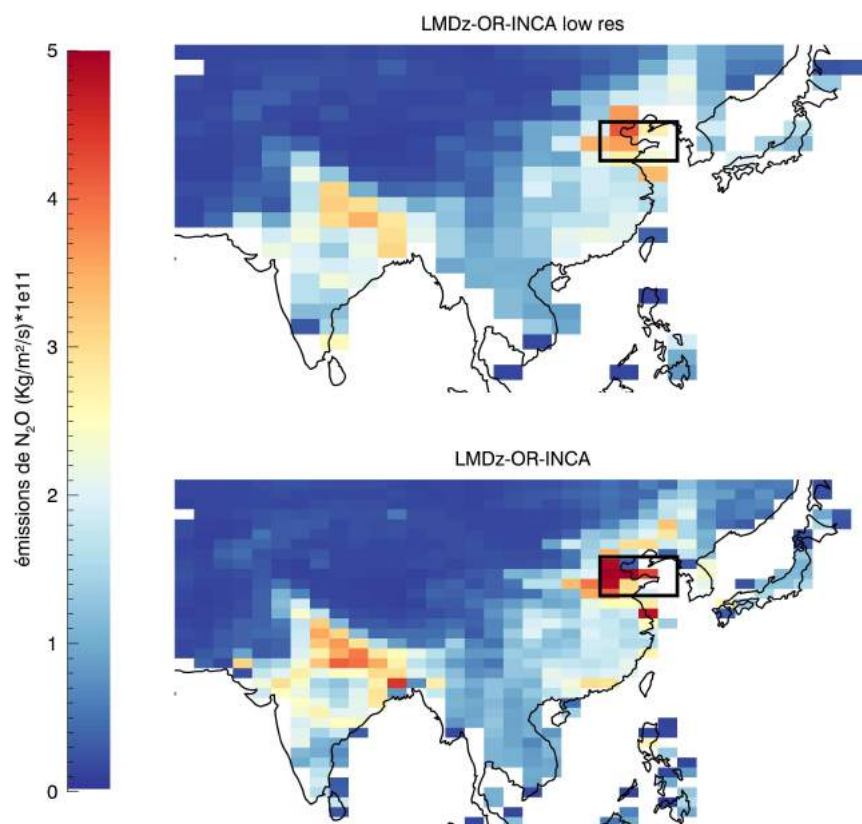 LMDz-OR-INCA low res
5
4
3
2
1
0
émissions de N₂O (Kg/m²/s)*1e11
LMDz-OR-INCA